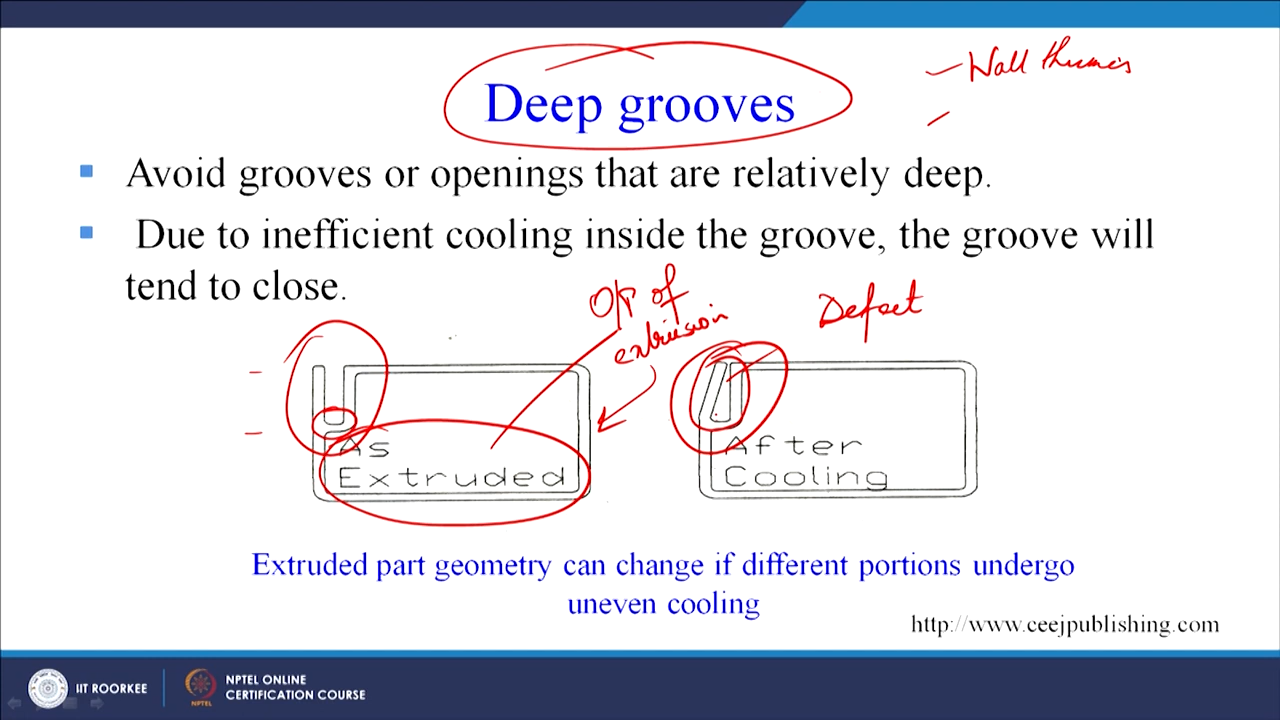 Deep grooves
- Wall
Avoid grooves or openings that are relatively deep.
Due to inefficient cooling inside the groove, the groove will
tend to close.
O/P of
extrusion
Defect
As
Extruded
After
Cooling
Extruded part geometry can change if different portions undergo
uneven cooling
http://www.ceejpublishing.com
IIT ROORKEE
NPTEL
NPTEL ONLINE
CERTIFICATION COURSE